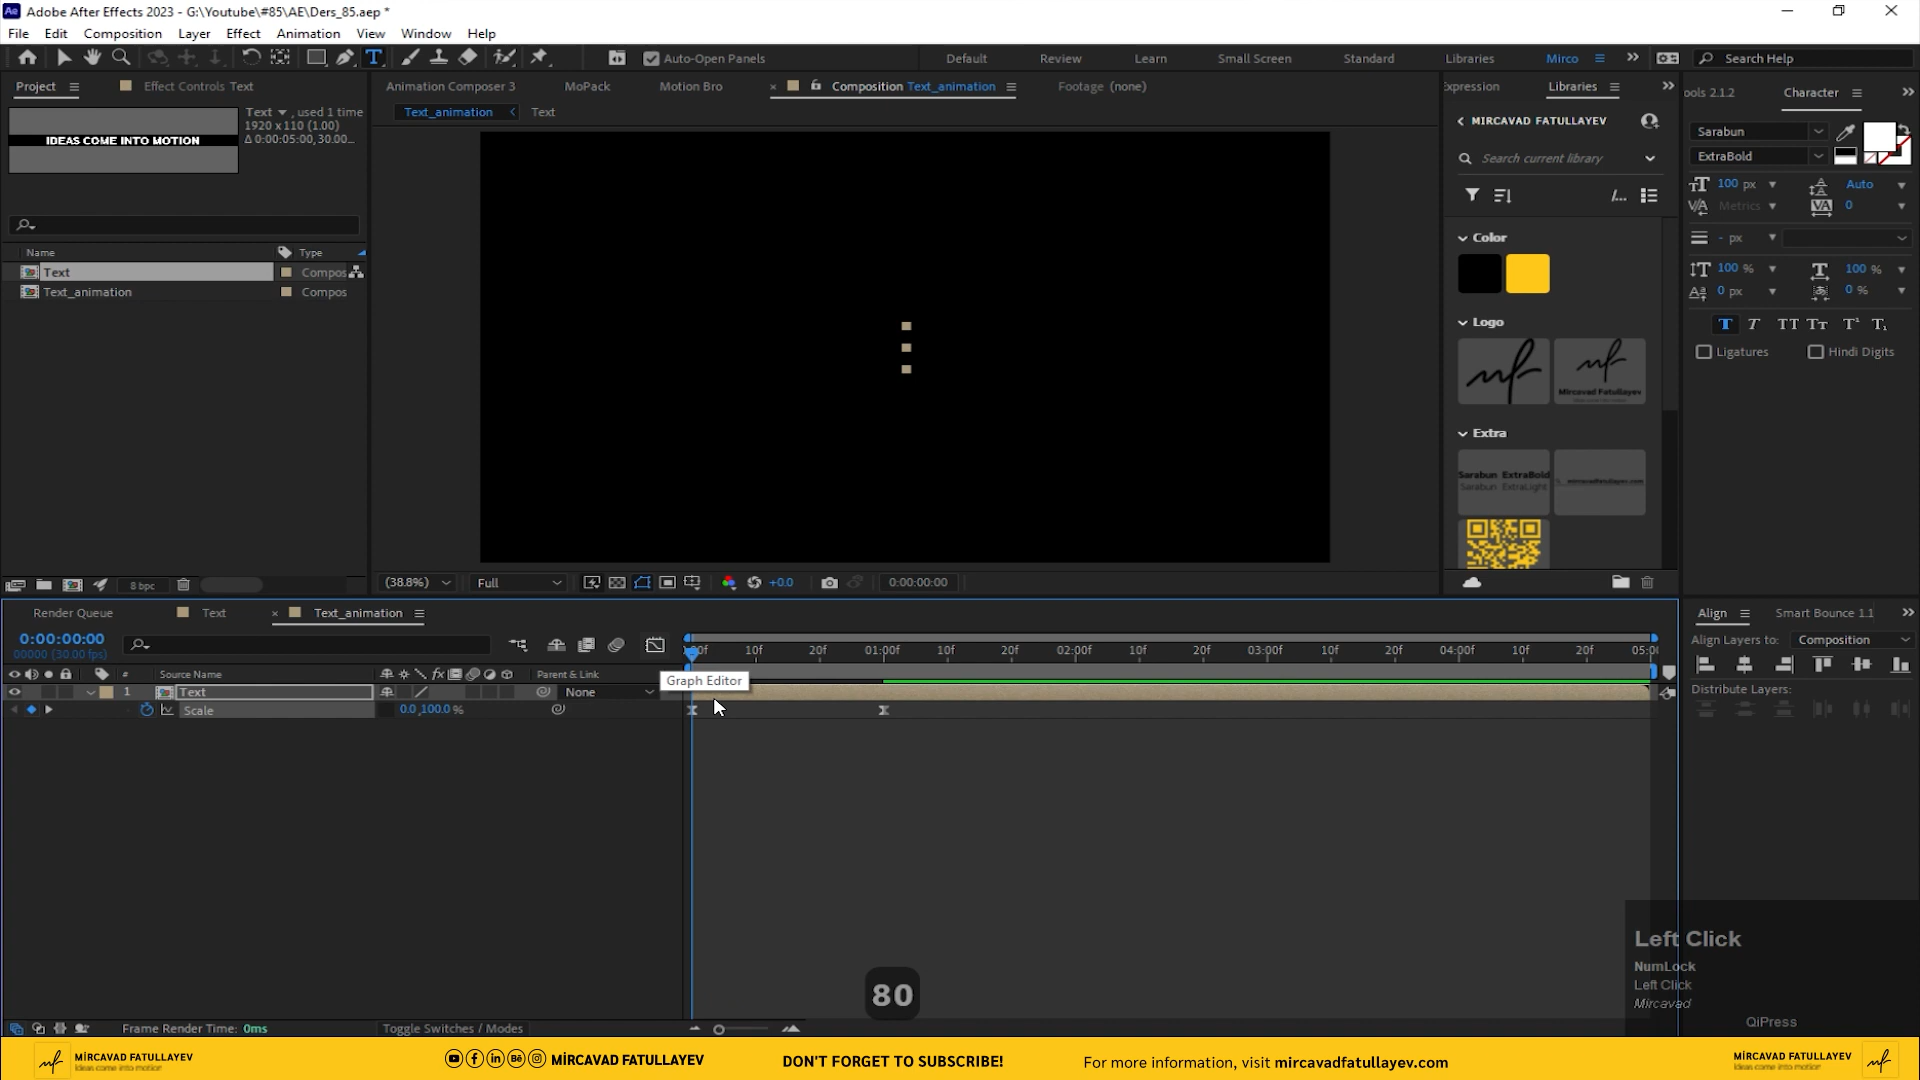 Adobe After Effects 2023 - G:\Youtube\#85\AE\Ders_85.aep *
File Edit Composition Layer Effect Animation View Window Help
Auto-Open Panels
Default Review Learn Small Screen Standard Libraries Mirco
Search Help
Project Effect Controls Text
Animation Composer 3 MoPack Motion Bro Composition Text_animation Footage (none)
Expression Libraries
ools 2.1.2 Character
Text , used 1 time
1920 x 110 (1.00)
Δ 0:00:05:00, 30.00...
IDEAS COME INTO MOTION
Text_animation Text
MIRCAVAD FATULLAYEV
Search current library
Sarabun
ExtraBold
100 px Auto
Metrics 0
- px
100 % 100 %
0 px 0 %
Ligatures Hindi Digits
Name Type
Text Compos
Text_animation Compos
Color
Logo
Mircavad Fatullayev
Extra
Sarabun ExtraBold
Sarabun ExtraLight
mircavadfatullayev.com
8 bpc
(38.8%) Full +0.0 0:00:00:00
Render Queue Text Text_animation
0:00:00:00
00000 (30.00 fps)
:00f 10f 20f 01:00f 10f 20f 02:00f 10f 20f 03:00f 10f 20f 04:00f 10f 20f 05:00
# Source Name Parent & Link
Graph Editor
1 Text None
Scale 0.0,100.0 %
Align Smart Bounce 1.1
Align Layers to: Composition
Distribute Layers:
80
Left Click
NumLock
Left Click
Mircavad
QiPress
Frame Render Time: 0ms Toggle Switches / Modes
MİRCAVAD FATULLAYEV
Ideas come into motion
MİRCAVAD FATULLAYEV
DON'T FORGET TO SUBSCRIBE!
For more information, visit mircavadfatullayev.com
MİRCAVAD FATULLAYEV
Ideas come into motion